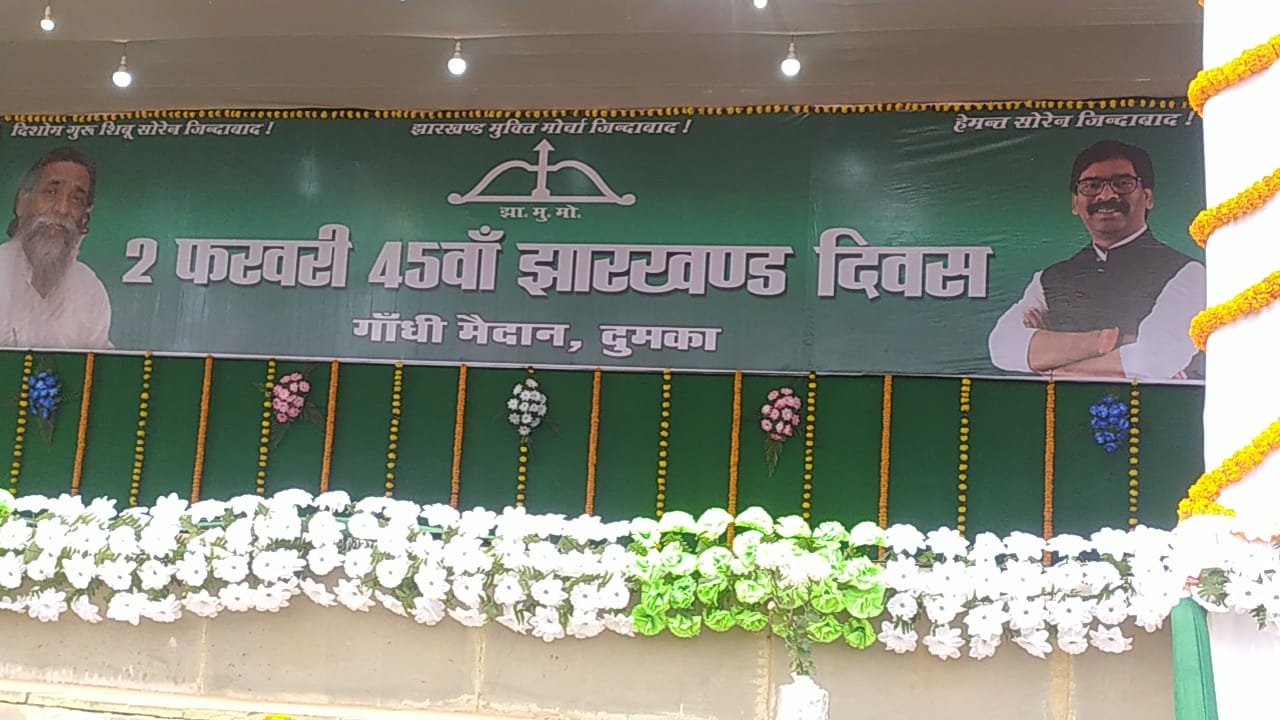 दिशोम गुरू शिबू सोरेन जिन्दाबाद !
झारखण्ड मुक्ति मोर्चा जिन्दाबाद !
हेमन्त सोरेन जिन्दाबाद !
झा. मु. मो.
2 फरवरी 45वाँ झारखण्ड दिवस
गाँधी मैदान, दुमका